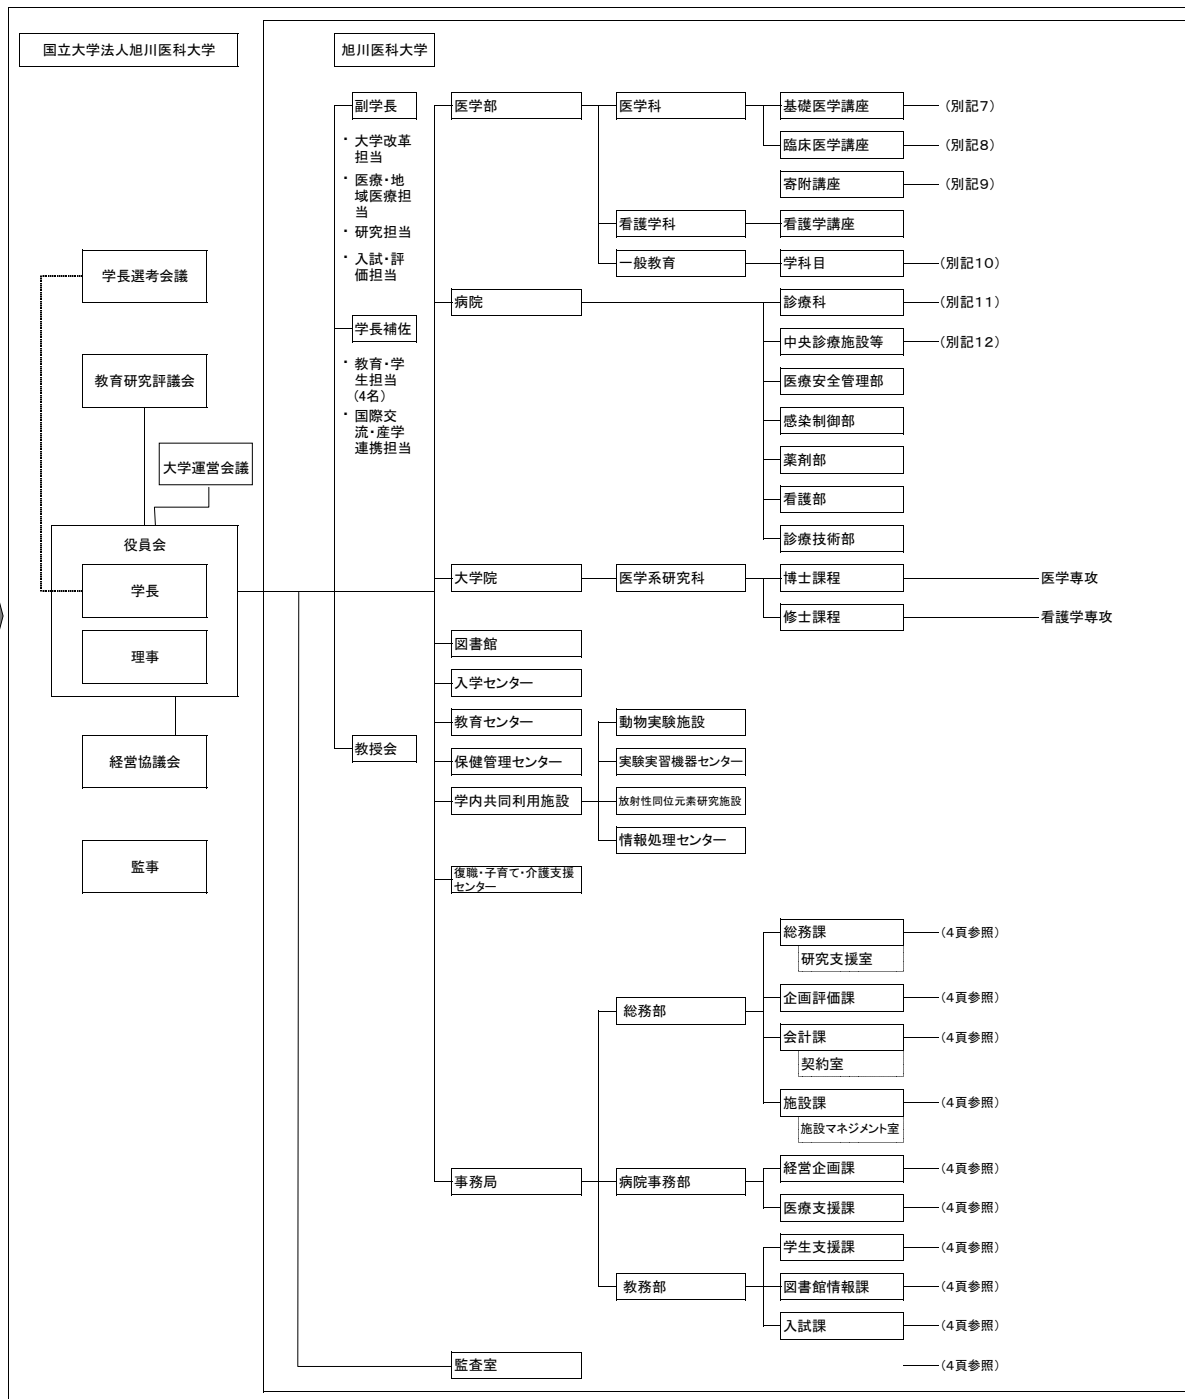 国立大学法人旭川医科大学
旭川医科大学
副学長
・ 大学改革
担当
・ 医療・地
域医療担
当
・ 研究担当
・ 入試・評
価担当
学長補佐
・ 教育・学
生担当
(4名)
・ 国際交
流・産学
連携担当
教授会
学長選考会議
教育研究評議会
大学運営会議
役員会
学長
理事
経営協議会
監事
医学部
医学科
基礎医学講座
(別記7)
臨床医学講座
(別記8)
寄附講座
(別記9)
看護学科
看護学講座
一般教育
学科目
(別記10)
病院
診療科
(別記11)
中央診療施設等
(別記12)
医療安全管理部
感染制御部
薬剤部
看護部
診療技術部
大学院
医学系研究科
博士課程
医学専攻
修士課程
看護学専攻
図書館
入学センター
教育センター
保健管理センター
学内共同利用施設
動物実験施設
実験実習機器センター
放射性同位元素研究施設
情報処理センター
復職・子育て・介護支援
センター
事務局
総務部
総務課
(4頁参照)
研究支援室
企画評価課
(4頁参照)
会計課
(4頁参照)
契約室
施設課
(4頁参照)
施設マネジメント室
病院事務部
経営企画課
(4頁参照)
医療支援課
(4頁参照)
教務部
学生支援課
(4頁参照)
図書館情報課
(4頁参照)
入試課
(4頁参照)
監査室
(4頁参照)